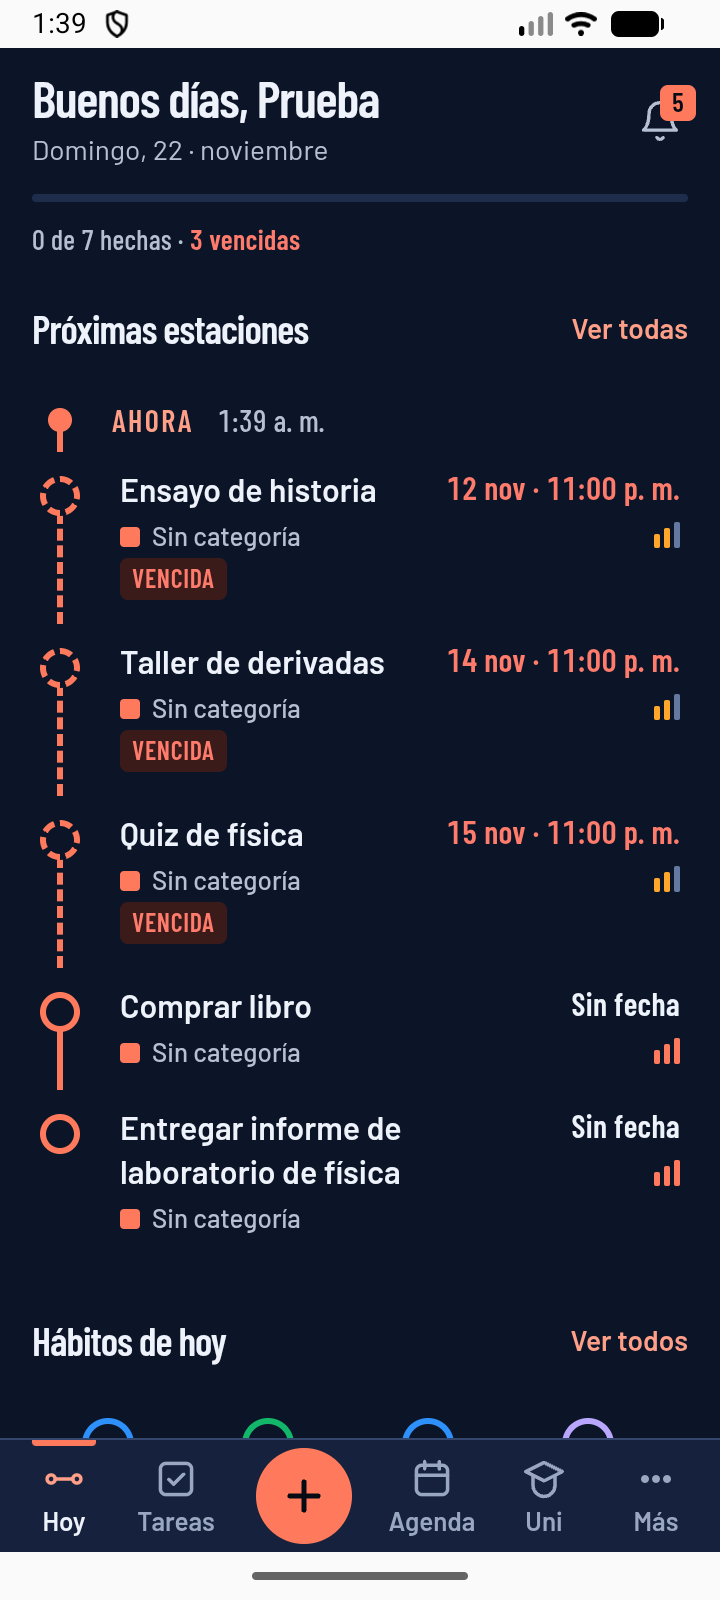 1:39
Buenos días, Prueba
5
Domingo, 22 · noviembre
0 de 7 hechas · 3 vencidas
Próximas estaciones
Ver todas
AHORA 1:39 a. m.
Ensayo de historia
12 nov · 11:00 p. m.
Sin categoría
VENCIDA
Taller de derivadas
14 nov · 11:00 p. m.
Sin categoría
VENCIDA
Quiz de física
15 nov · 11:00 p. m.
Sin categoría
VENCIDA
Comprar libro
Sin fecha
Sin categoría
Entregar informe de
laboratorio de física
Sin fecha
Sin categoría
Hábitos de hoy
Ver todos
Hoy
Tareas
Agenda
Uni
Más